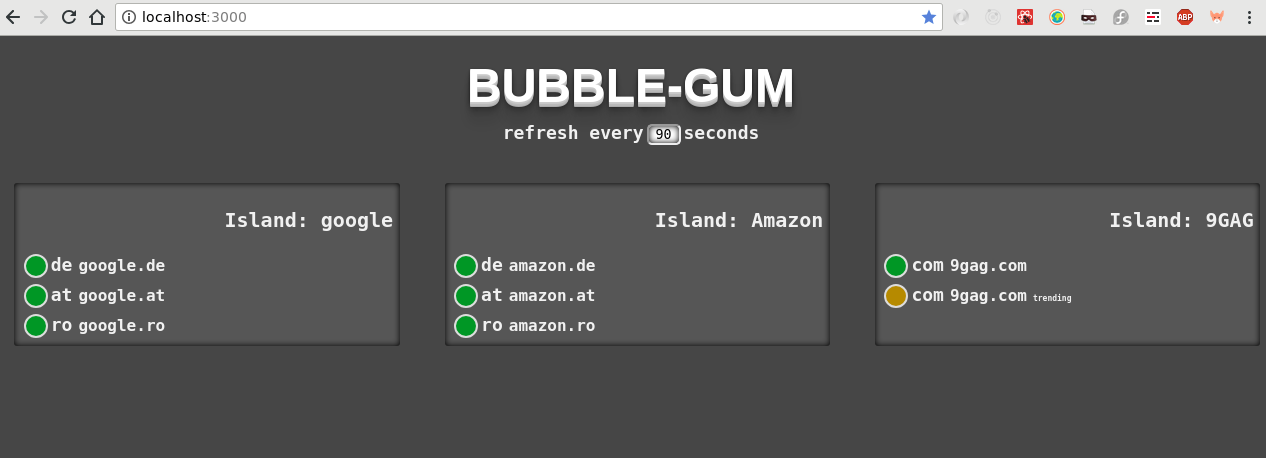 localhost:3000
ABP
BUBBLE-GUM
refresh every 90 seconds
Island: google
de google.de
at google.at
ro google.ro
Island: Amazon
de amazon.de
at amazon.at
ro amazon.ro
Island: 9GAG
com 9gag.com
com 9gag.com trending